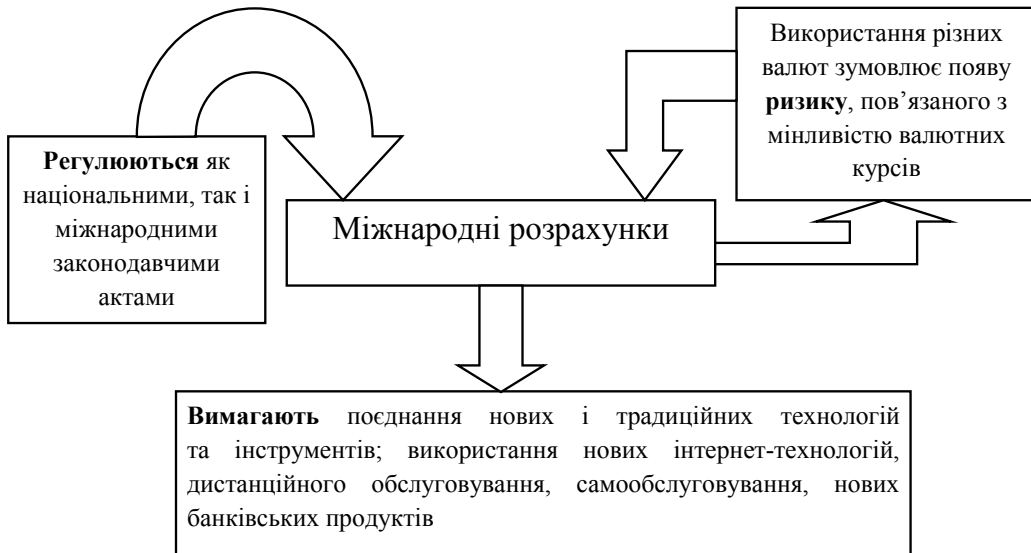 Використання різних
валют зумовлює появу
ризику, пов’язаного з
мінливістю валютних
курсів
Регулюються як
національними, так і
міжнародними
законодавчими
актами
Міжнародні розрахунки
Вимагають поєднання нових і традиційних технологій
та інструментів; використання нових інтернет-технологій,
дистанційного обслуговування, самообслуговування, нових
банківських продуктів